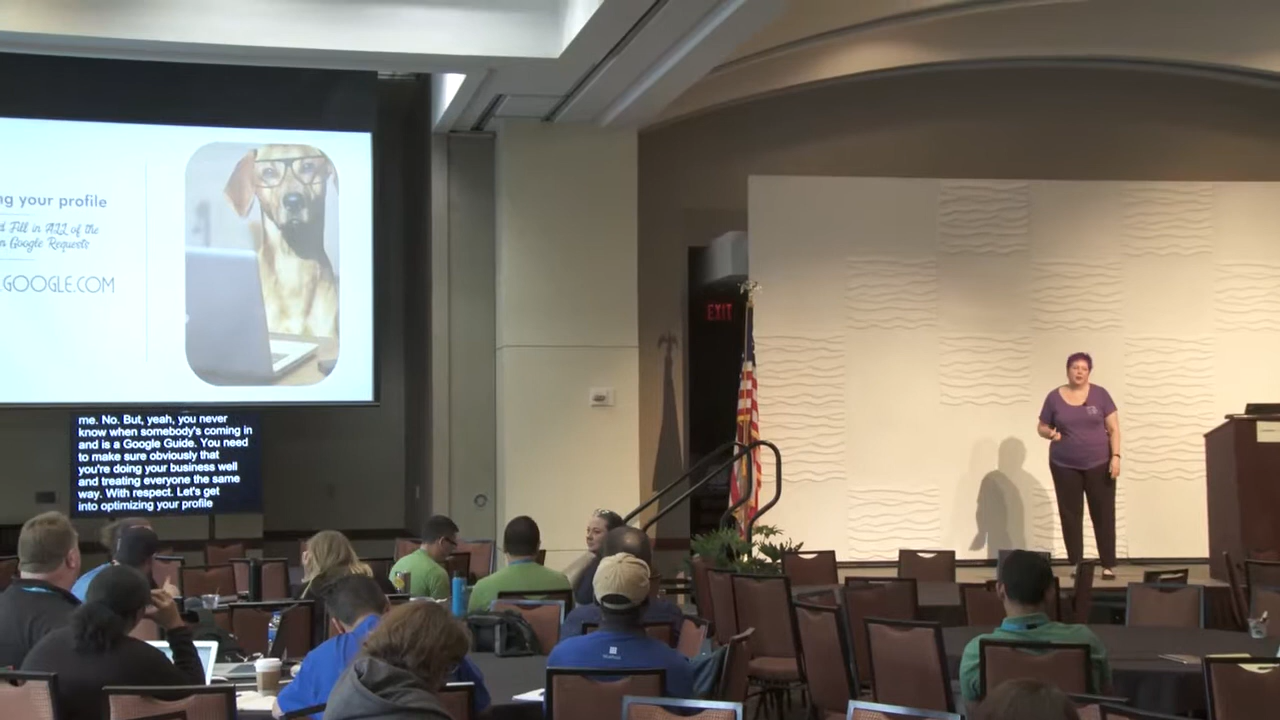 ng your profile
d Fill in ALL of the
n Google Requests
.GOOGLE.COM
me. No. But, yeah, you never
know when somebody's coming in
and is a Google Guide. You need
to make sure obviously that
you're doing your business well
and treating everyone the same
way. With respect. Let's get
into optimizing your profile
EXIT